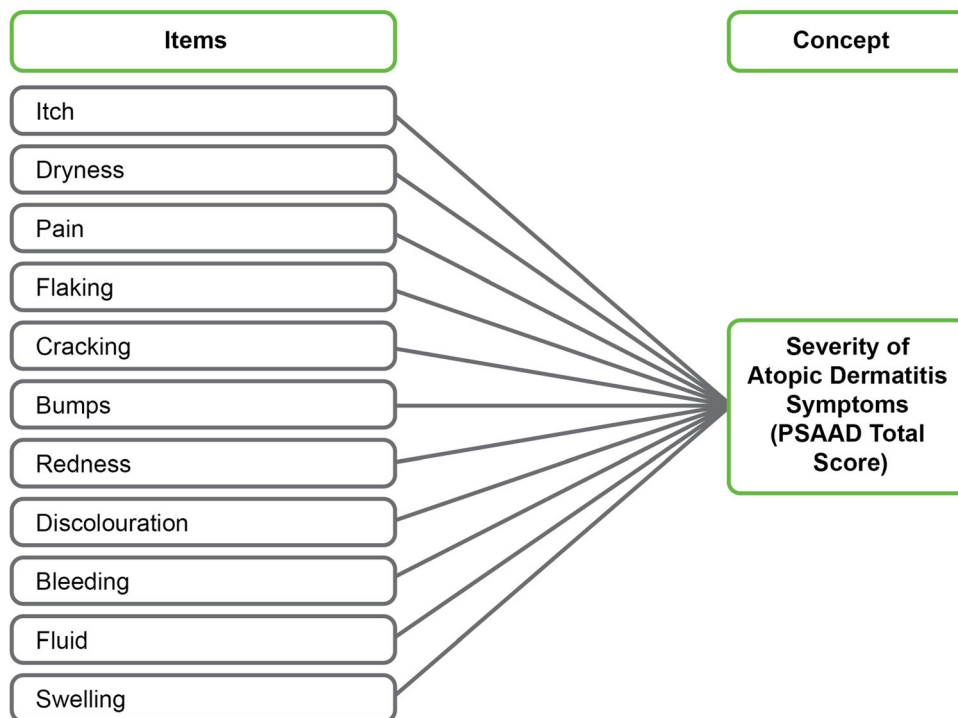 Items
Concept
Itch
Dryness
Pain
Flaking
Cracking
Bumps
Redness
Discolouration
Bleeding
Fluid
Swelling
Severity of
Atopic Dermatitis
Symptoms
(PSAAD Total
Score)